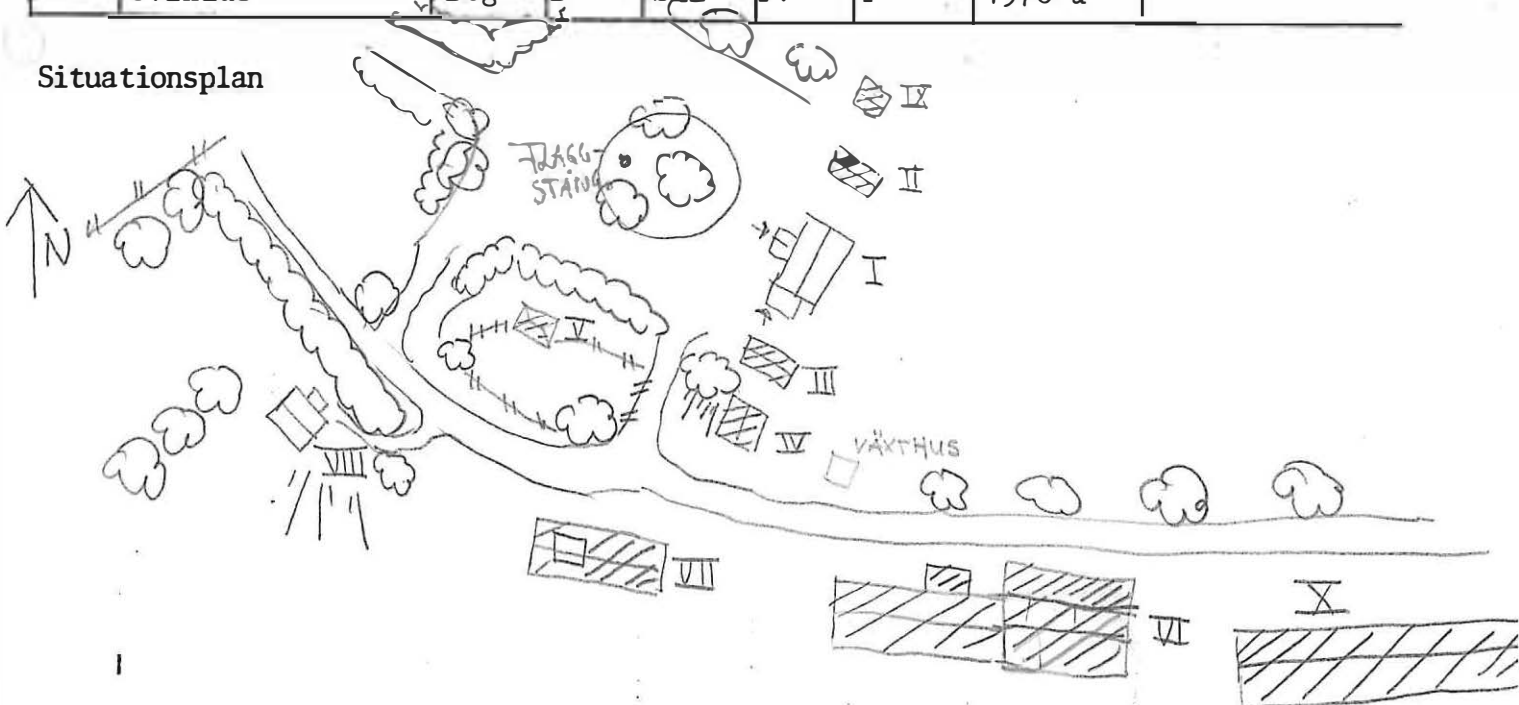 Situationsplan
IX
FLAGG-
STÅNG
II
N
I
V
III
IV
VÄXTHUS
VIII
VII
X
VI